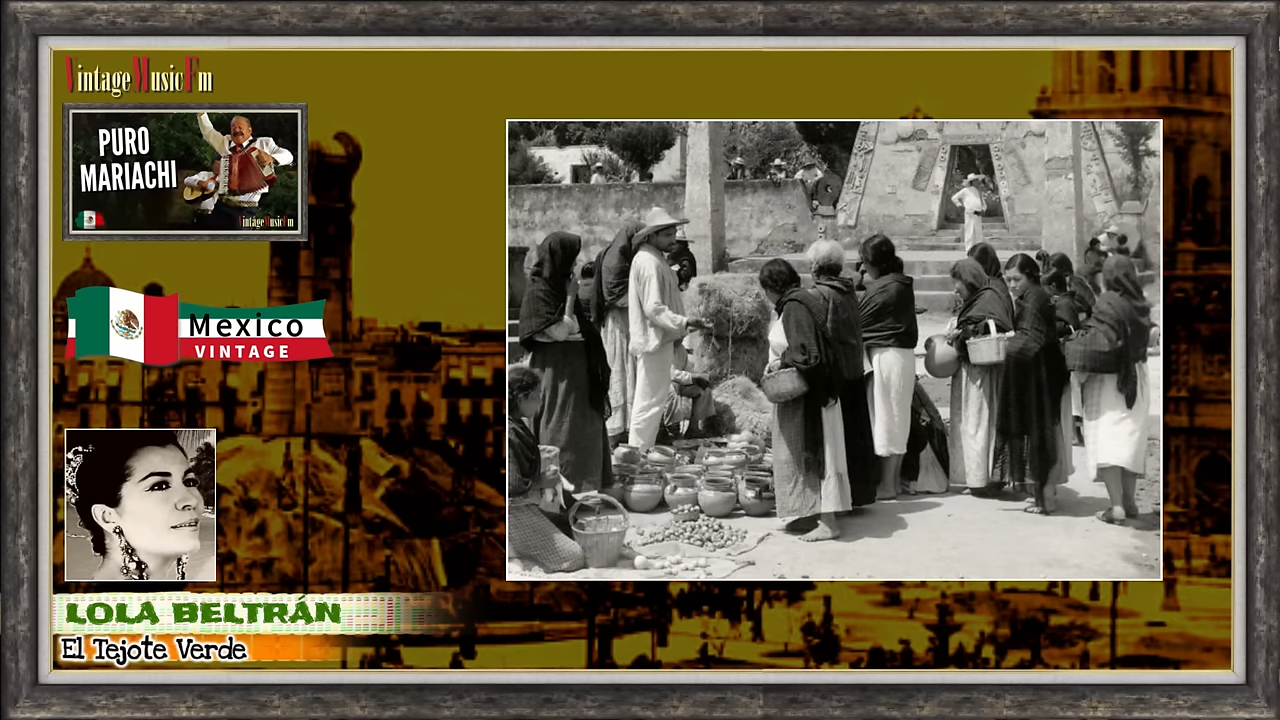 VintageMusicFm
PURO
MARIACHI
VintageMusicFm
Mexico
VINTAGE
LOLA BELTRÁN
El Tejote Verde